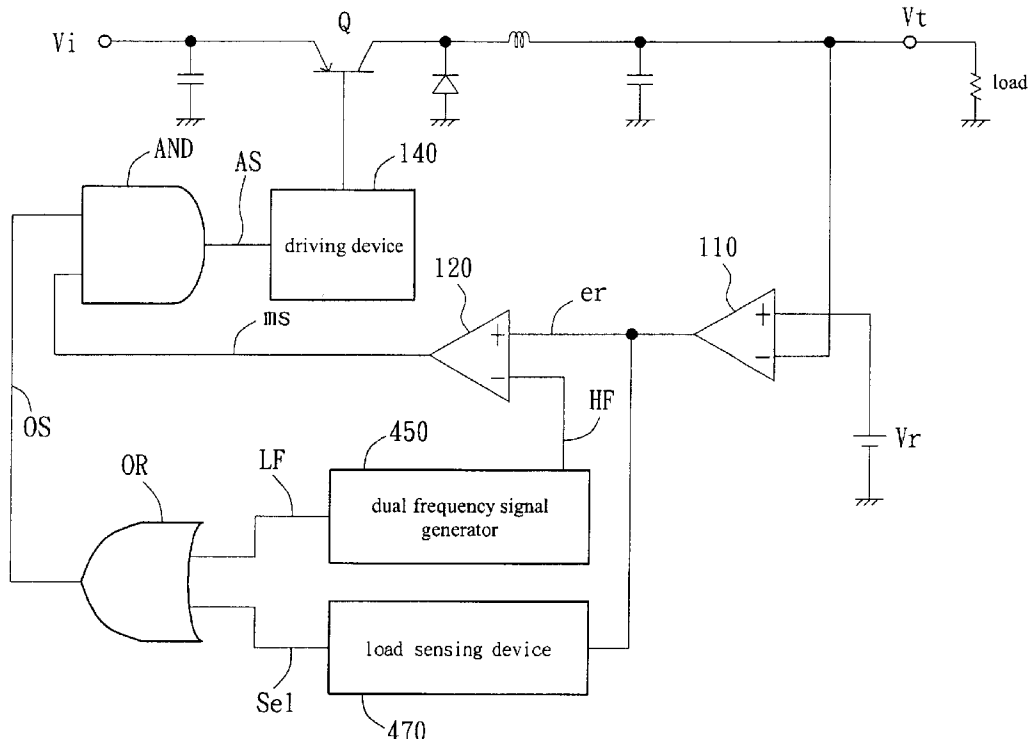 Vi
Q
Vt
load
AND
AS
140
driving device
120
er
110
+
−
+
−
ms
HF
Vr
OS
450
OR
LF
dual frequency signal
generator
load sensing device
Sel
470